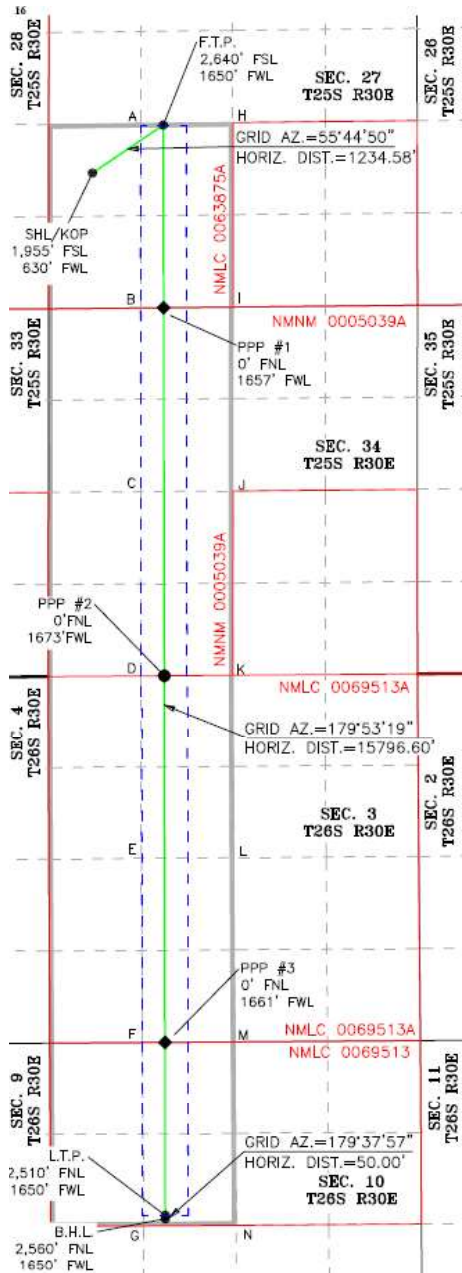 16
SEC. 28
T25S R30E
F.T.P.
2,640' FSL
1650' FWL
SEC. 27
T25S R30E
SEC. 26
T25S R30E
A
H
GRID AZ.=55°44'50"
HORIZ. DIST.=1234.58'
SHL/KOP
1,955' FSL
630' FWL
NMLC 0063875A
B
I
NMNM 0005039A
SEC. 33
T25S R30E
PPP #1
0' FNL
1657' FWL
SEC. 35
T25S R30E
SEC. 34
T25S R30E
C
J
NMNM 0005039A
PPP #2
0'FNL
1673'FWL
D
K
NMLC 0069513A
SEC. 4
T26S R30E
GRID AZ.=179°53'19"
HORIZ. DIST.=15796.60'
SEC. 2
T26S R30E
SEC. 3
T26S R30E
E
L
PPP #3
0' FNL
1661' FWL
F
M
NMLC 0069513A
NMLC 0069513
SEC. 9
T26S R30E
SEC. 11
T26S R30E
L.T.P.
2,510' FNL
1650' FWL
GRID AZ.=179°37'57"
HORIZ. DIST.=50.00'
SEC. 10
T26S R30E
B.H.L.
2,560' FNL
1650' FWL
G
N